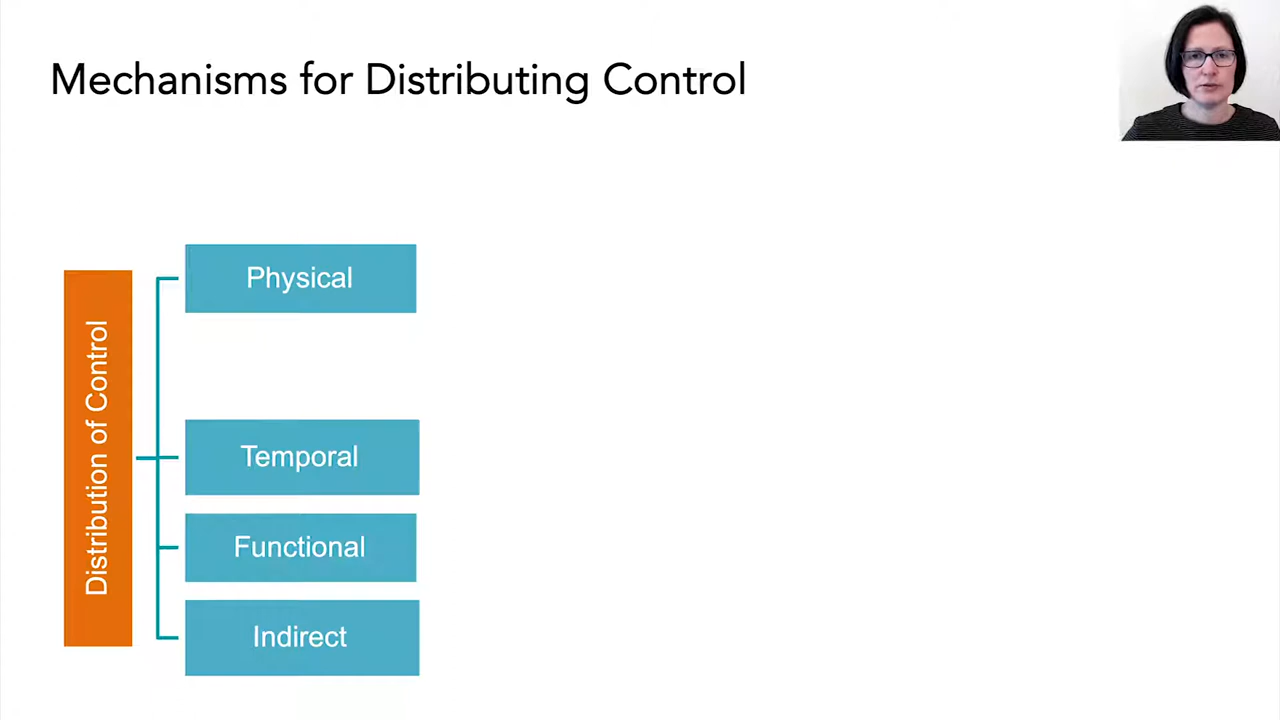 Mechanisms for Distributing Control
Distribution of Control
Physical
Temporal
Functional
Indirect